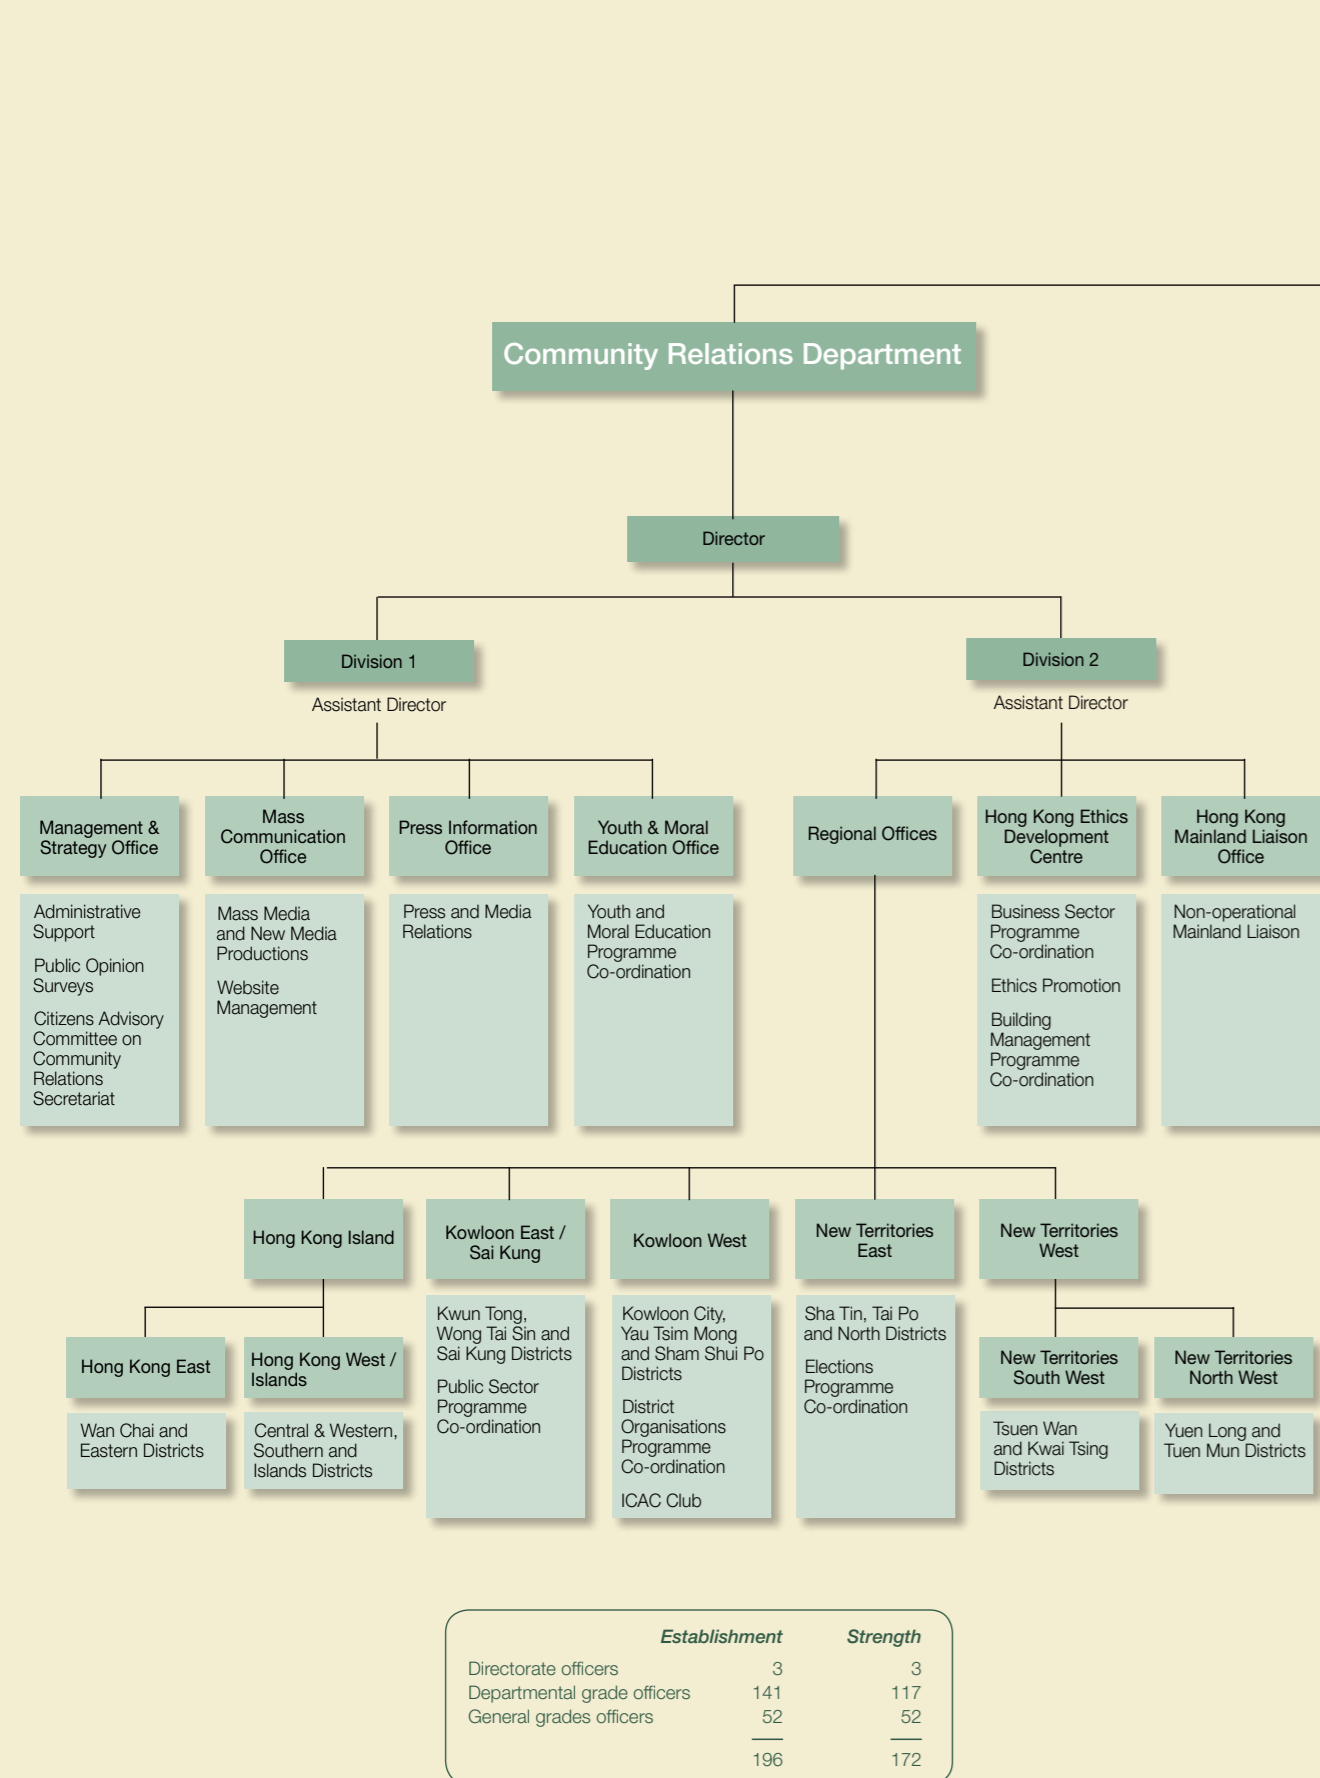 Community Relations Department
Director
Division 1
Assistant Director
Division 2
Assistant Director
Management &
Strategy Office
Administrative
Support
Public Opinion
Surveys
Citizens Advisory
Committee on
Community
Relations
Secretariat
Mass
Communication
Office
Mass Media
and New Media
Productions
Website
Management
Press Information
Office
Press and Media
Relations
Youth & Moral
Education Office
Youth and
Moral Education
Programme
Co-ordination
Regional Offices
Hong Kong Ethics
Development
Centre
Business Sector
Programme
Co-ordination
Ethics Promotion
Building
Management
Programme
Co-ordination
Hong Kong
Mainland Liaison
Office
Non-operational
Mainland Liaison
Hong Kong Island
Hong Kong East
Wan Chai and
Eastern Districts
Hong Kong West /
Islands
Central & Western,
Southern and
Islands Districts
Kowloon East /
Sai Kung
Kwun Tong,
Wong Tai Sin and
Sai Kung Districts
Public Sector
Programme
Co-ordination
Kowloon West
Kowloon City,
Yau Tsim Mong
and Sham Shui Po
Districts
District
Organisations
Programme
Co-ordination
ICAC Club
New Territories
East
Sha Tin, Tai Po
and North Districts
Elections
Programme
Co-ordination
New Territories
West
New Territories
South West
Tsuen Wan
and Kwai Tsing
Districts
New Territories
North West
Yuen Long and
Tuen Mun Districts
Establishment Strength
Directorate officers 3 3
Departmental grade officers 141 117
General grades officers 52 52
196 172